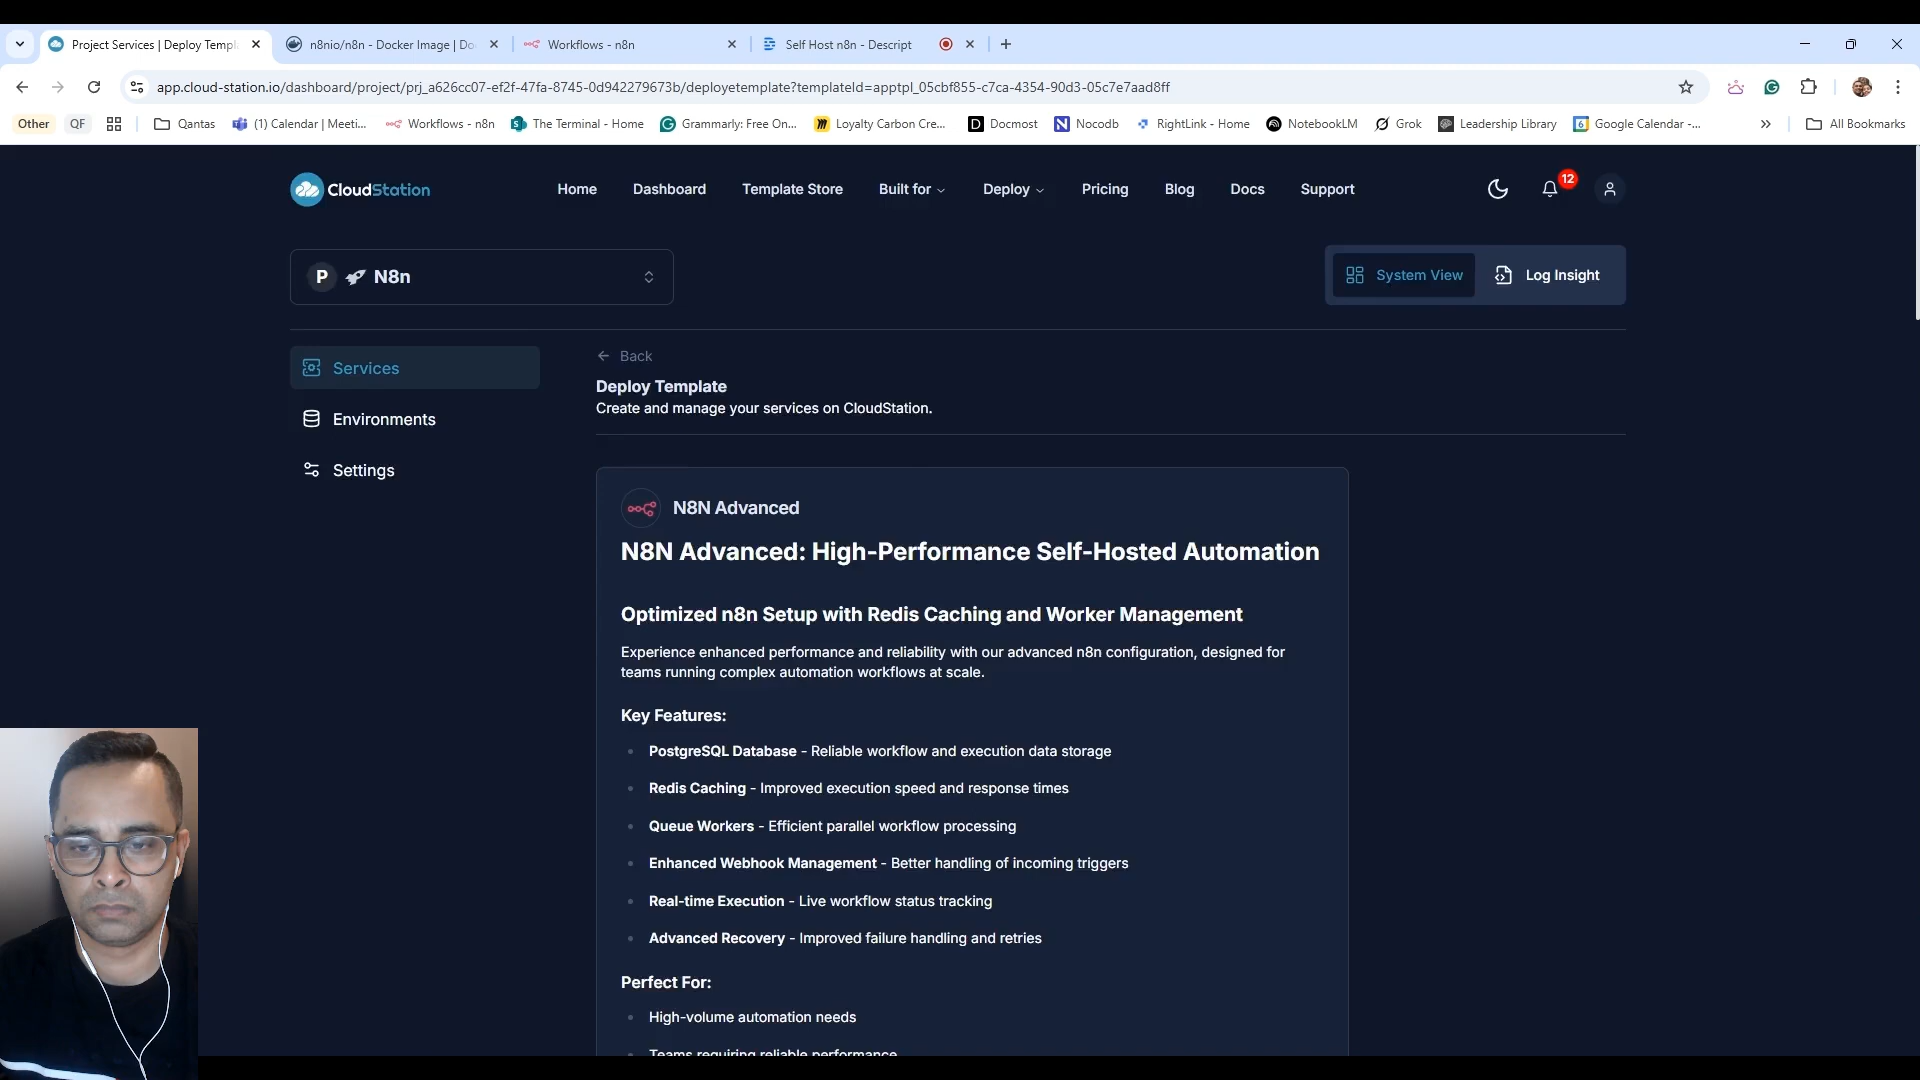 Project Services | Deploy Templ
n8nio/n8n - Docker Image | Do
Workflows - n8n
Self Host n8n - Descript
app.cloud-station.io/dashboard/project/prj_a626cc07-ef2f-47fa-8745-0d942279673b/deployetemplate?templateId=apptpl_05cbf855-c7ca-4354-90d3-05c7e7aad8ff
Other
QF
Qantas
(1) Calendar | Meeti...
Workflows - n8n
The Terminal - Home
Grammarly: Free On...
Loyalty Carbon Cre...
Docmost
Nocodb
RightLink - Home
NotebookLM
Grok
Leadership Library
Google Calendar -...
All Bookmarks
CloudStation
Home
Dashboard
Template Store
Built for
Deploy
Pricing
Blog
Docs
Support
12
P 🚀 N8n
System View
Log Insight
Services
Environments
Settings
Back
Deploy Template
Create and manage your services on CloudStation.
N8N Advanced
N8N Advanced: High-Performance Self-Hosted Automation
Optimized n8n Setup with Redis Caching and Worker Management
Experience enhanced performance and reliability with our advanced n8n configuration, designed for
teams running complex automation workflows at scale.
Key Features:
PostgreSQL Database - Reliable workflow and execution data storage
Redis Caching - Improved execution speed and response times
Queue Workers - Efficient parallel workflow processing
Enhanced Webhook Management - Better handling of incoming triggers
Real-time Execution - Live workflow status tracking
Advanced Recovery - Improved failure handling and retries
Perfect For:
High-volume automation needs
Teams requiring reliable performance